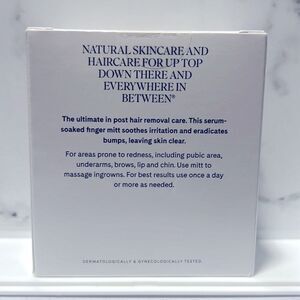 NATURAL SKINCARE AND
HAIRCARE FOR UP TOP
DOWN THERE AND
EVERYWHERE IN
BETWEEN®
The ultimate in post hair removal care. This serum-
soaked finger mitt soothes irritation and eradicates
bumps, leaving skin clear.
For areas prone to redness, including pubic area,
underarms, brows, lip and chin. Use mitt to
massage ingrowns. For best results use once a day
or more as needed.
DERMATOLOGICALLY & GYNECOLOGICALLY TESTED.